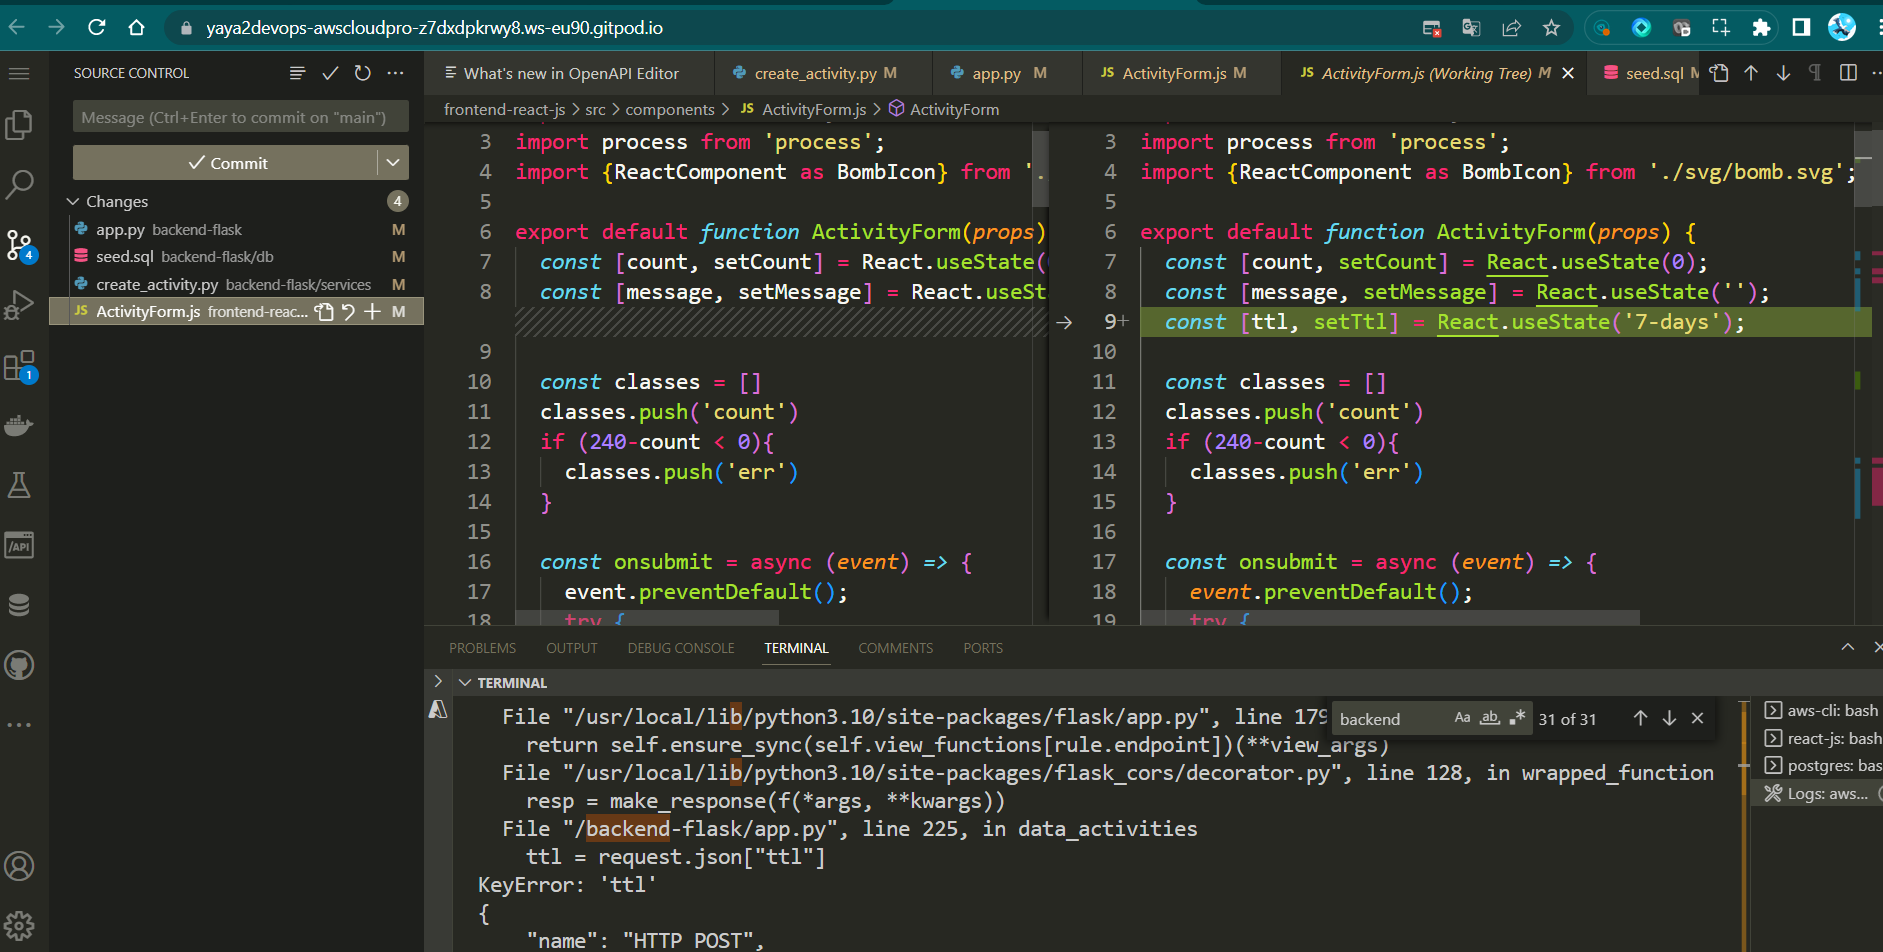 yaya2devops-awscloudpro-z7dxdpkrwy8.ws-eu90.gitpod.io
SOURCE CONTROL
What's new in OpenAPI Editor
create_activity.py M
app.py M
JS ActivityForm.js M
JS ActivityForm.js (Working Tree) M
seed.sql M
frontend-react-js > src > components > JS ActivityForm.js > ActivityForm
Message (Ctrl+Enter to commit on "main")
Commit
Changes
4
app.py backend-flask M
seed.sql backend-flask/db M
create_activity.py backend-flask/services M
JS ActivityForm.js frontend-reac... M
4
1
/API
3 import process from 'process';
4 import {ReactComponent as BombIcon} from '.
5
6 export default function ActivityForm(props)
7 const [count, setCount] = React.useState(
8 const [message, setMessage] = React.useSt
9
10 const classes = []
11 classes.push('count')
12 if (240-count < 0){
13 classes.push('err')
14 }
15
16 const onsubmit = async (event) => {
17 event.preventDefault();
18 try {
3 import process from 'process';
4 import {ReactComponent as BombIcon} from './svg/bomb.svg';
5
6 export default function ActivityForm(props) {
7 const [count, setCount] = React.useState(0);
8 const [message, setMessage] = React.useState('');
9+ const [ttl, setTtl] = React.useState('7-days');
10
11 const classes = []
12 classes.push('count')
13 if (240-count < 0){
14 classes.push('err')
15 }
16
17 const onsubmit = async (event) => {
18 event.preventDefault();
19 try {
PROBLEMS OUTPUT DEBUG CONSOLE TERMINAL COMMENTS PORTS
TERMINAL
File "/usr/local/lib/python3.10/site-packages/flask/app.py", line 179
return self.ensure_sync(self.view_functions[rule.endpoint])(**view_args)
File "/usr/local/lib/python3.10/site-packages/flask_cors/decorator.py", line 128, in wrapped_function
resp = make_response(f(*args, **kwargs))
File "/backend-flask/app.py", line 225, in data_activities
ttl = request.json["ttl"]
KeyError: 'ttl'
{
"name": "HTTP POST",
backend Aa ab .* 31 of 31
aws-cli: bash
react-js: bash
postgres: bas
Logs: aws...